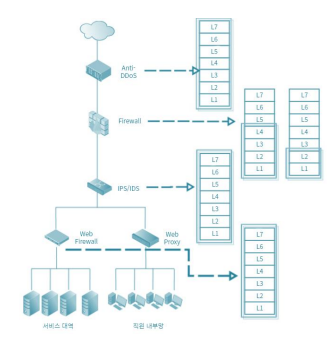 L7
L6
L5
L4
L3
L2
L1
Anti-
DDoS
Firewall
L7
L6
L5
L4
L3
L2
L1
L7
L6
L5
L4
L3
L2
L1
IPS/IDS
L7
L6
L5
L4
L3
L2
L1
Web
Firewall
Web
Proxy
L7
L6
L5
L4
L3
L2
L1
서비스 대역
직원 내부망